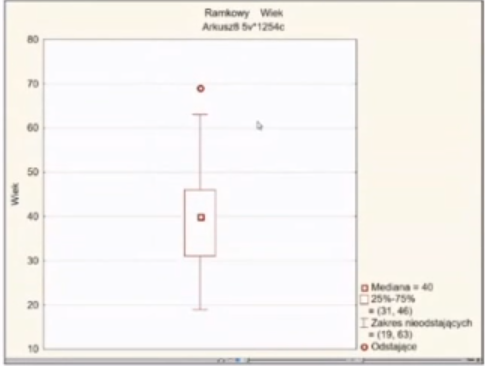 Ramkowy Wiek
Arkusz8 5v*1254c
80
70
60
50
40
30
20
10
Wiek
Mediana = 40
25%-75%
= (31, 46)
Zakres nieodstających
= (19, 63)
Odstające